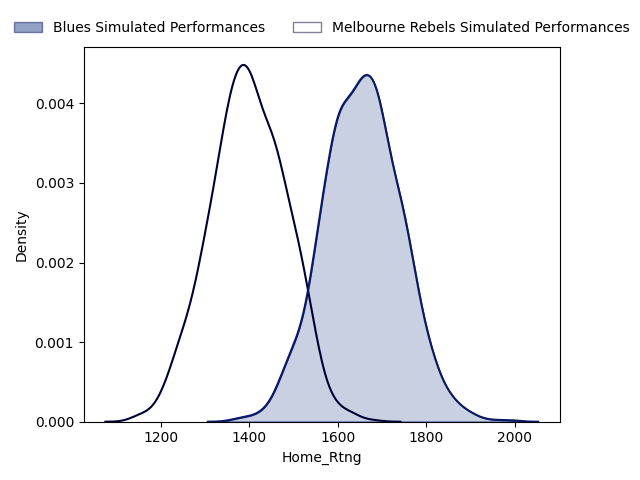 Blues Simulated Performances Melbourne Rebels Simulated Performances
0.004
0.003
0.002
0.001
0.000
Density
1200 1400 1600 1800 2000
Home_Rtng